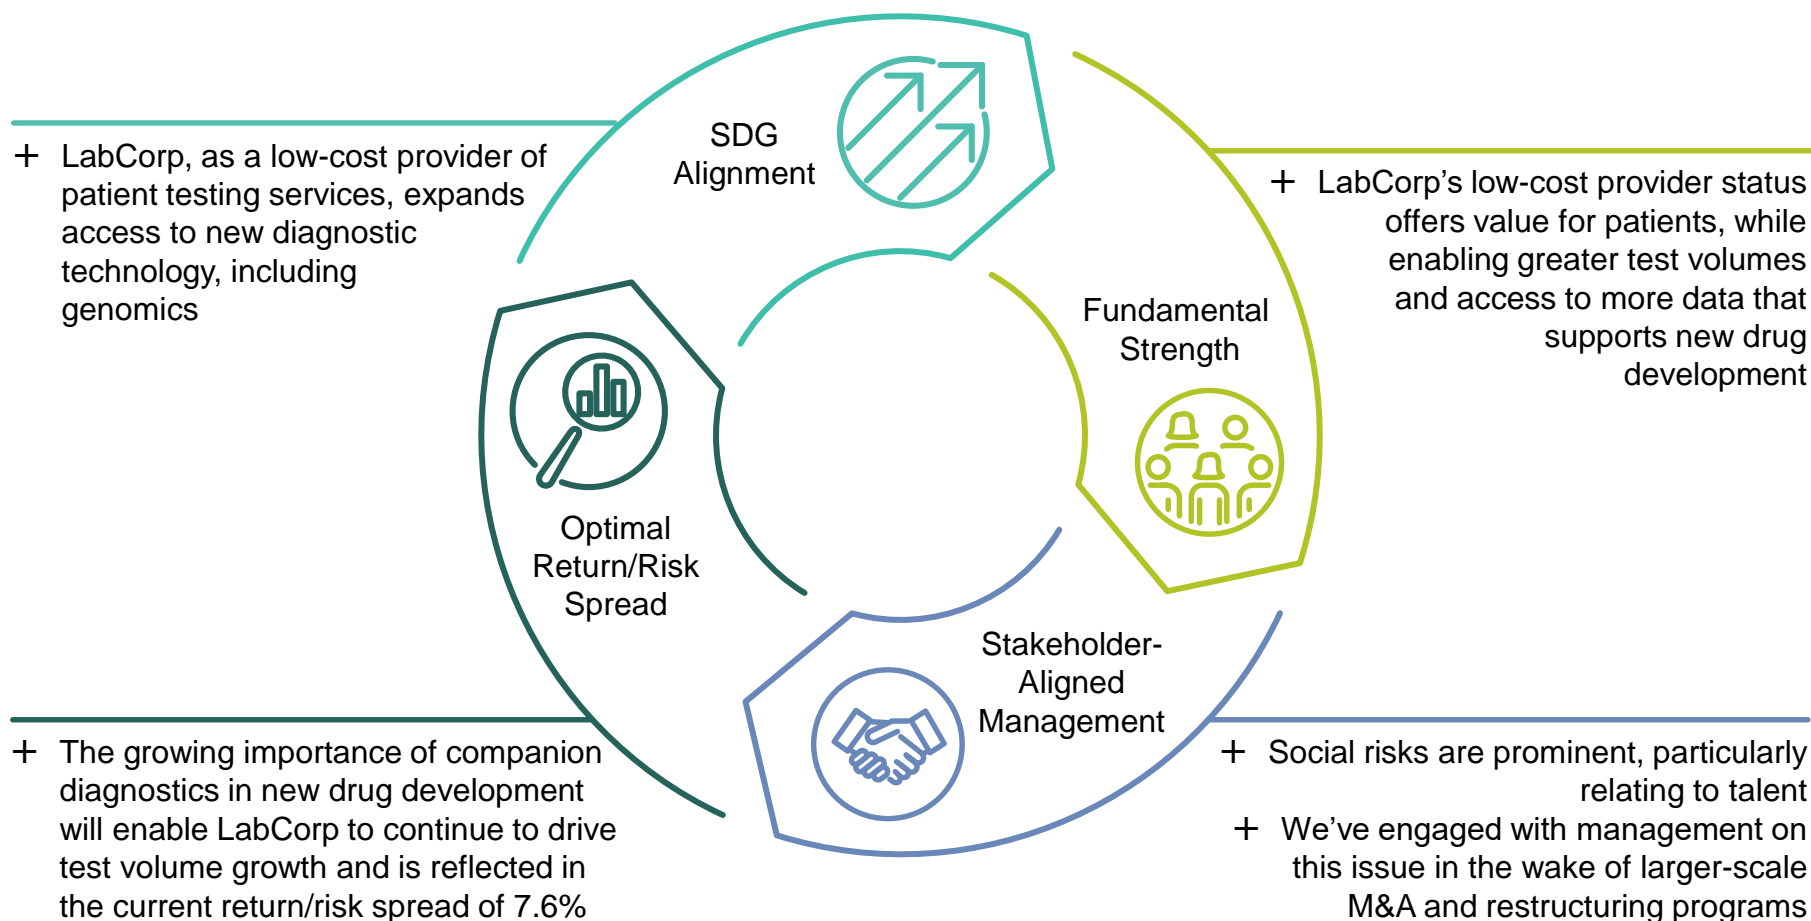 SDG
Alignment
+ LabCorp, as a low-cost provider of
patient testing services, expands
access to new diagnostic
technology, including
genomics
+ LabCorp’s low-cost provider status
offers value for patients, while
enabling greater test volumes
and access to more data that
supports new drug
development
Fundamental
Strength
Optimal
Return/Risk
Spread
Stakeholder-
Aligned
Management
+ The growing importance of companion
diagnostics in new drug development
will enable LabCorp to continue to drive
test volume growth and is reflected in
the current return/risk spread of 7.6%
+ Social risks are prominent, particularly
relating to talent
+ We’ve engaged with management on
this issue in the wake of larger-scale
M&A and restructuring programs